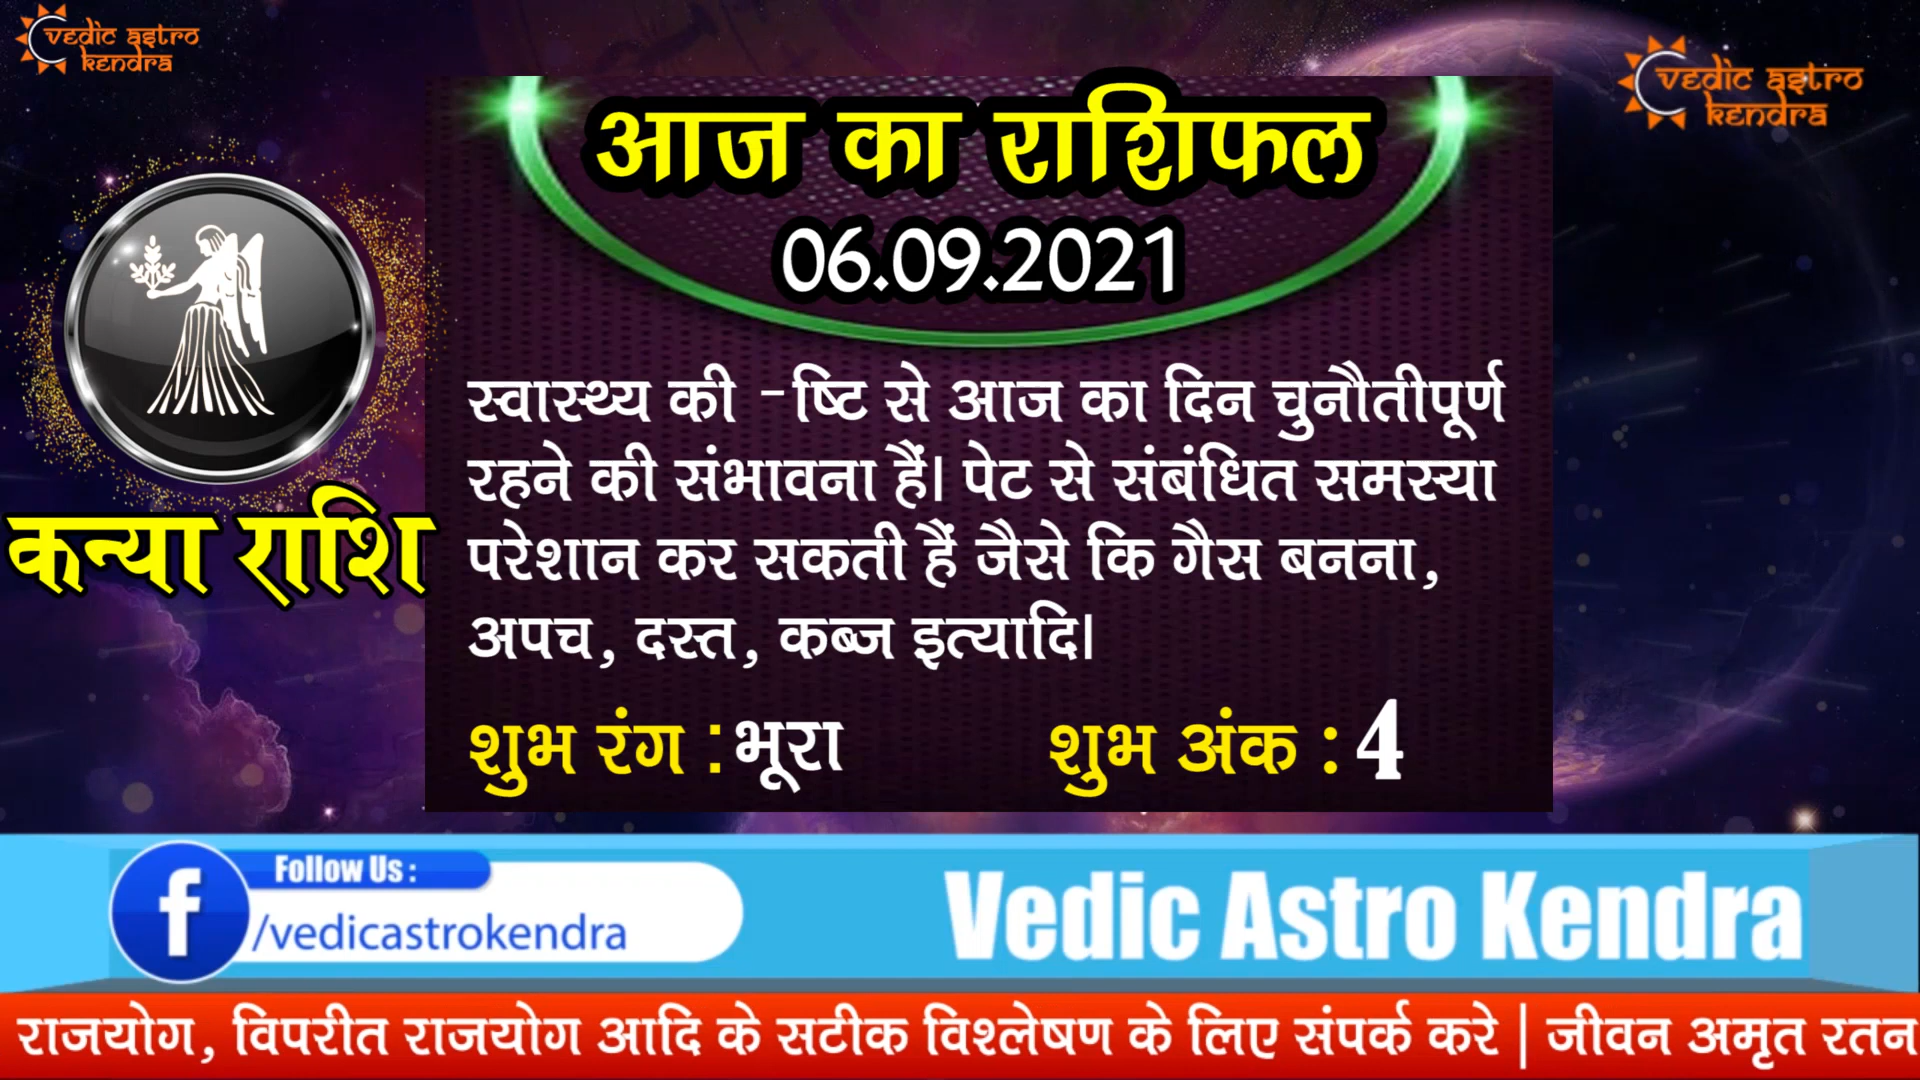 vedic astro
kendra
vedic astro
kendra
आज का राशिफल
06.09.2021
कन्या राशि
स्वास्थ्य की -ष्टि से आज का दिन चुनौतीपूर्ण
रहने की संभावना हैं। पेट से संबंधित समस्या
परेशान कर सकती हैं जैसे कि गैस बनना,
अपच, दस्त, कब्ज इत्यादि।
शुभ रंग : भूरा शुभ अंक : 4
Follow Us :
/vedicastrokendra
Vedic Astro Kendra
राजयोग, विपरीत राजयोग आदि के सटीक विश्लेषण के लिए संपर्क करे | जीवन अमृत रतन